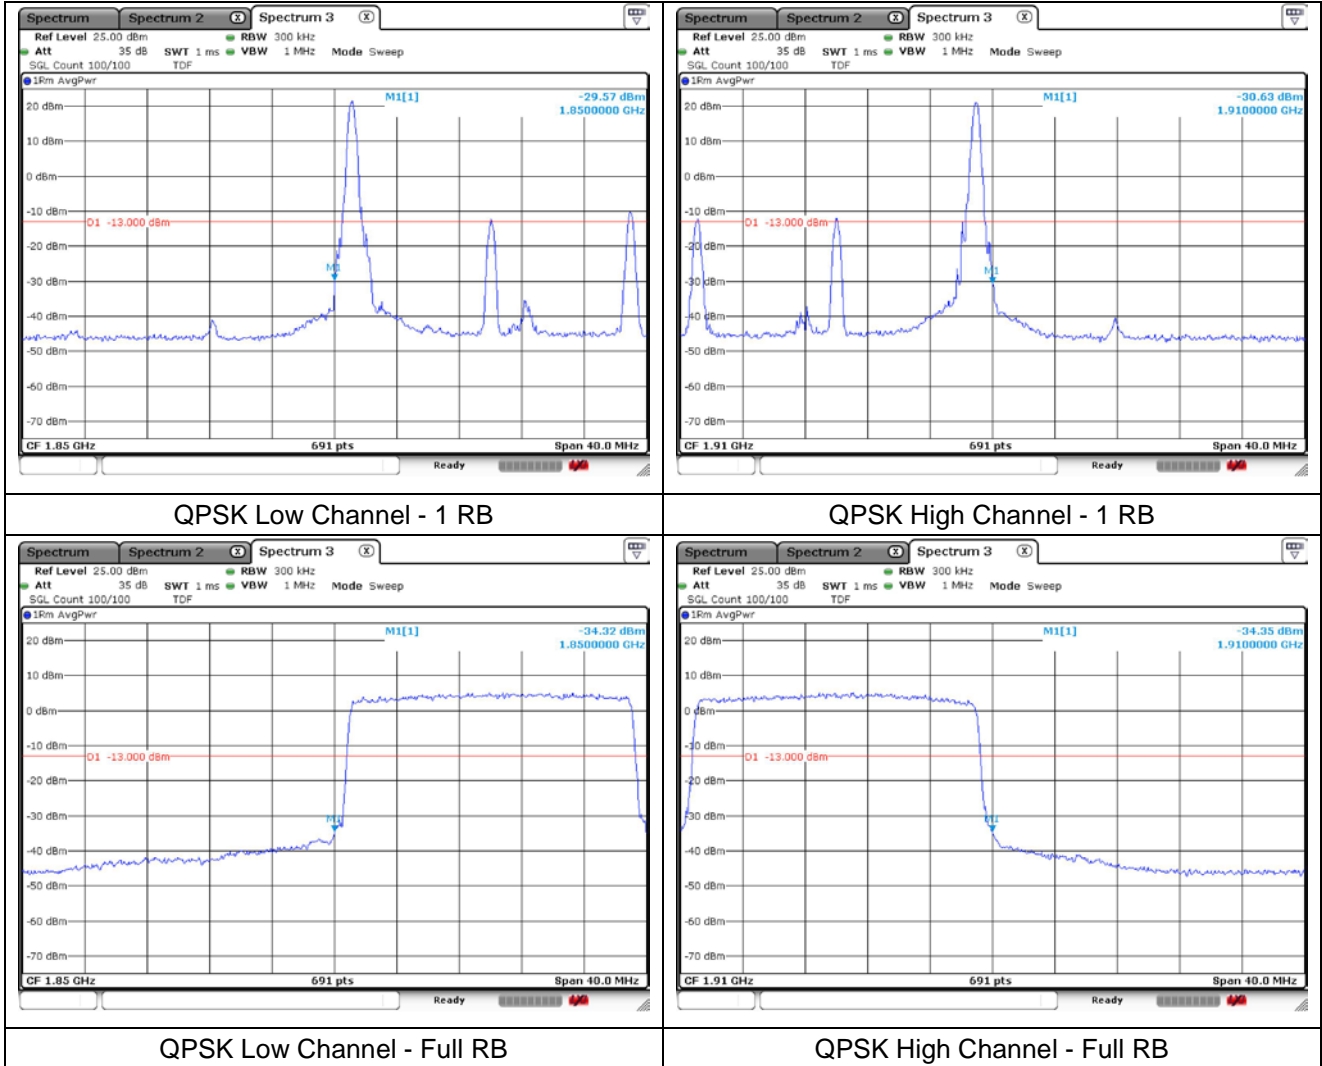 Spectrum Spectrum 2 X Spectrum 3 X
Ref Level 25.00 dBm RBW 300 kHz
Att 35 dB SWT 1 ms VBW 1 MHz Mode Sweep
SGL Count 100/100 TDF
1Rm AvgPwr
M1[1] -29.57 dBm
1.8500000 GHz
20 dBm
10 dBm
0 dBm
-10 dBm
D1 -13.000 dBm
-20 dBm
M1
-30 dBm
-40 dBm
-50 dBm
-60 dBm
-70 dBm
CF 1.85 GHz 691 pts Span 40.0 MHz
Ready
QPSK Low Channel - 1 RB
Spectrum Spectrum 2 X Spectrum 3 X
Ref Level 25.00 dBm RBW 300 kHz
Att 35 dB SWT 1 ms VBW 1 MHz Mode Sweep
SGL Count 100/100 TDF
1Rm AvgPwr
M1[1] -30.63 dBm
1.9100000 GHz
20 dBm
10 dBm
0 dBm
-10 dBm
D1 -13.000 dBm
-20 dBm
M1
-30 dBm
-40 dBm
-50 dBm
-60 dBm
-70 dBm
CF 1.91 GHz 691 pts Span 40.0 MHz
Ready
QPSK High Channel - 1 RB
Spectrum Spectrum 2 X Spectrum 3 X
Ref Level 25.00 dBm RBW 300 kHz
Att 35 dB SWT 1 ms VBW 1 MHz Mode Sweep
SGL Count 100/100 TDF
1Rm AvgPwr
M1[1] -34.32 dBm
1.8500000 GHz
20 dBm
10 dBm
0 dBm
-10 dBm
D1 -13.000 dBm
-20 dBm
-30 dBm
M1
-40 dBm
-50 dBm
-60 dBm
-70 dBm
CF 1.85 GHz 691 pts Span 40.0 MHz
Ready
QPSK Low Channel - Full RB
Spectrum Spectrum 2 X Spectrum 3 X
Ref Level 25.00 dBm RBW 300 kHz
Att 35 dB SWT 1 ms VBW 1 MHz Mode Sweep
SGL Count 100/100 TDF
1Rm AvgPwr
M1[1] -34.35 dBm
1.9100000 GHz
20 dBm
10 dBm
0 dBm
-10 dBm
D1 -13.000 dBm
-20 dBm
-30 dBm
M1
-40 dBm
-50 dBm
-60 dBm
-70 dBm
CF 1.91 GHz 691 pts Span 40.0 MHz
Ready
QPSK High Channel - Full RB